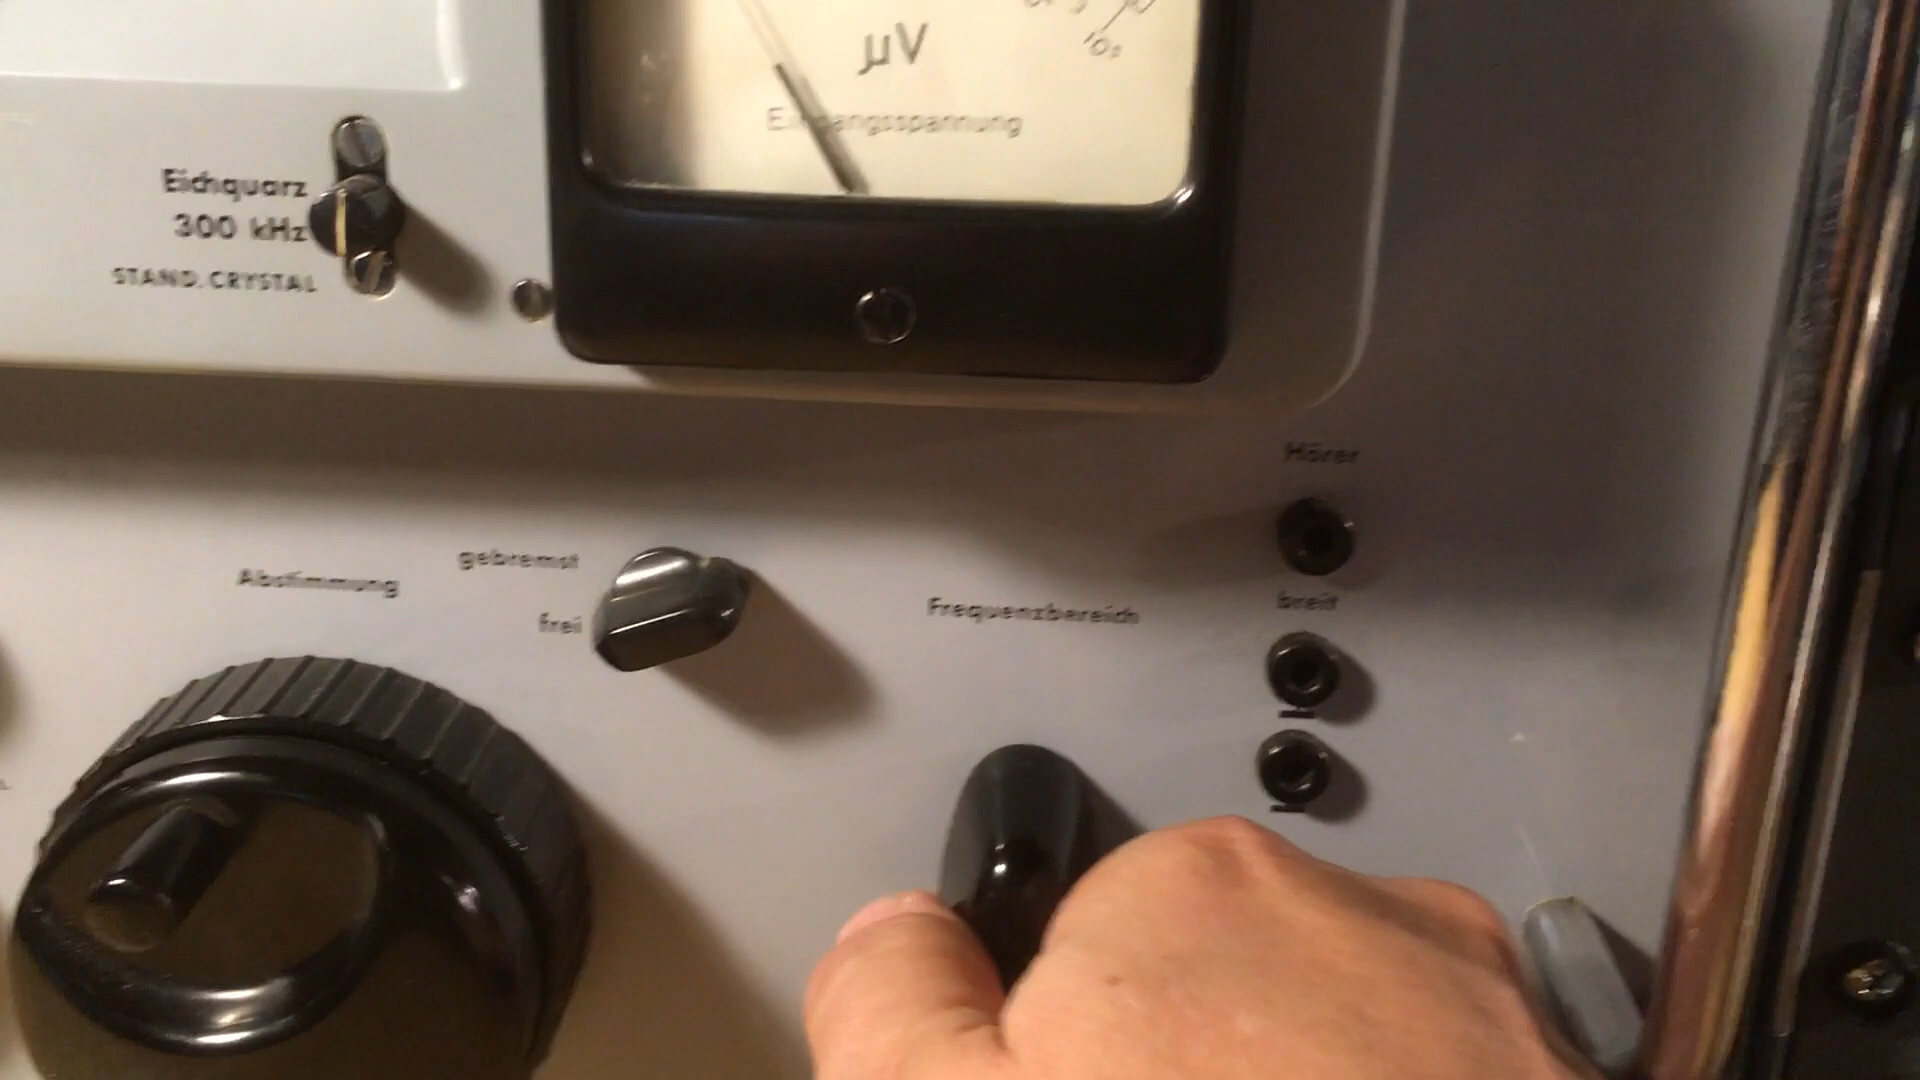 µV
Eingangsspannung
Eichquarz
300 kHz
STAND. CRYSTAL
Hörer
gebremst
Abstimmung
breit
Frequenzbereich
frei